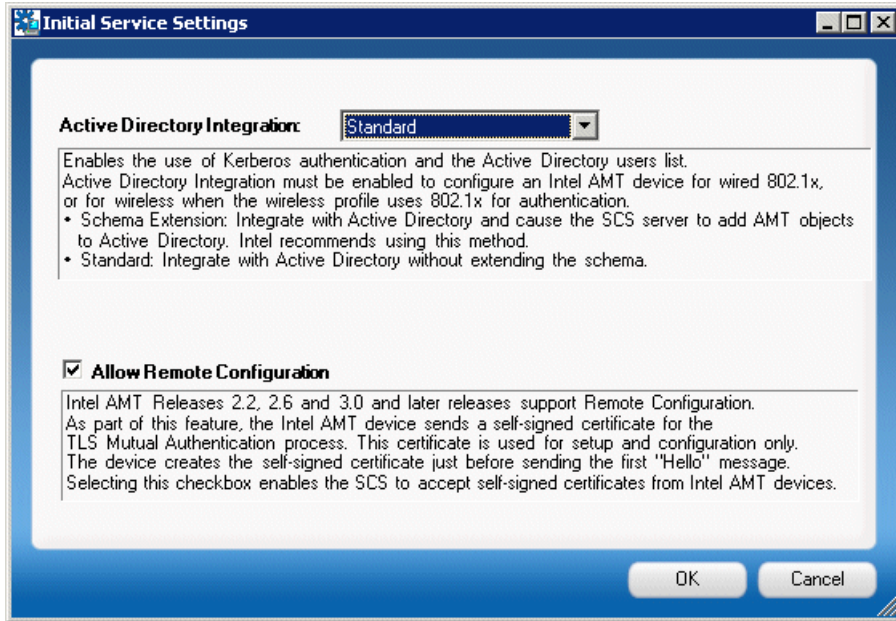 Initial Service Settings
Active Directory Integration: Standard
Enables the use of Kerberos authentication and the Active Directory users list.
Active Directory Integration must be enabled to configure an Intel AMT device for wired 802.1x,
or for wireless when the wireless profile uses 802.1x for authentication.
• Schema Extension: Integrate with Active Directory and cause the SCS server to add AMT objects
to Active Directory. Intel recommends using this method.
• Standard: Integrate with Active Directory without extending the schema.
Allow Remote Configuration
Intel AMT Releases 2.2, 2.6 and 3.0 and later releases support Remote Configuration.
As part of this feature, the Intel AMT device sends a self-signed certificate for the
TLS Mutual Authentication process. This certificate is used for setup and configuration only.
The device creates the self-signed certificate just before sending the first "Hello" message.
Selecting this checkbox enables the SCS to accept self-signed certificates from Intel AMT devices.
OK Cancel